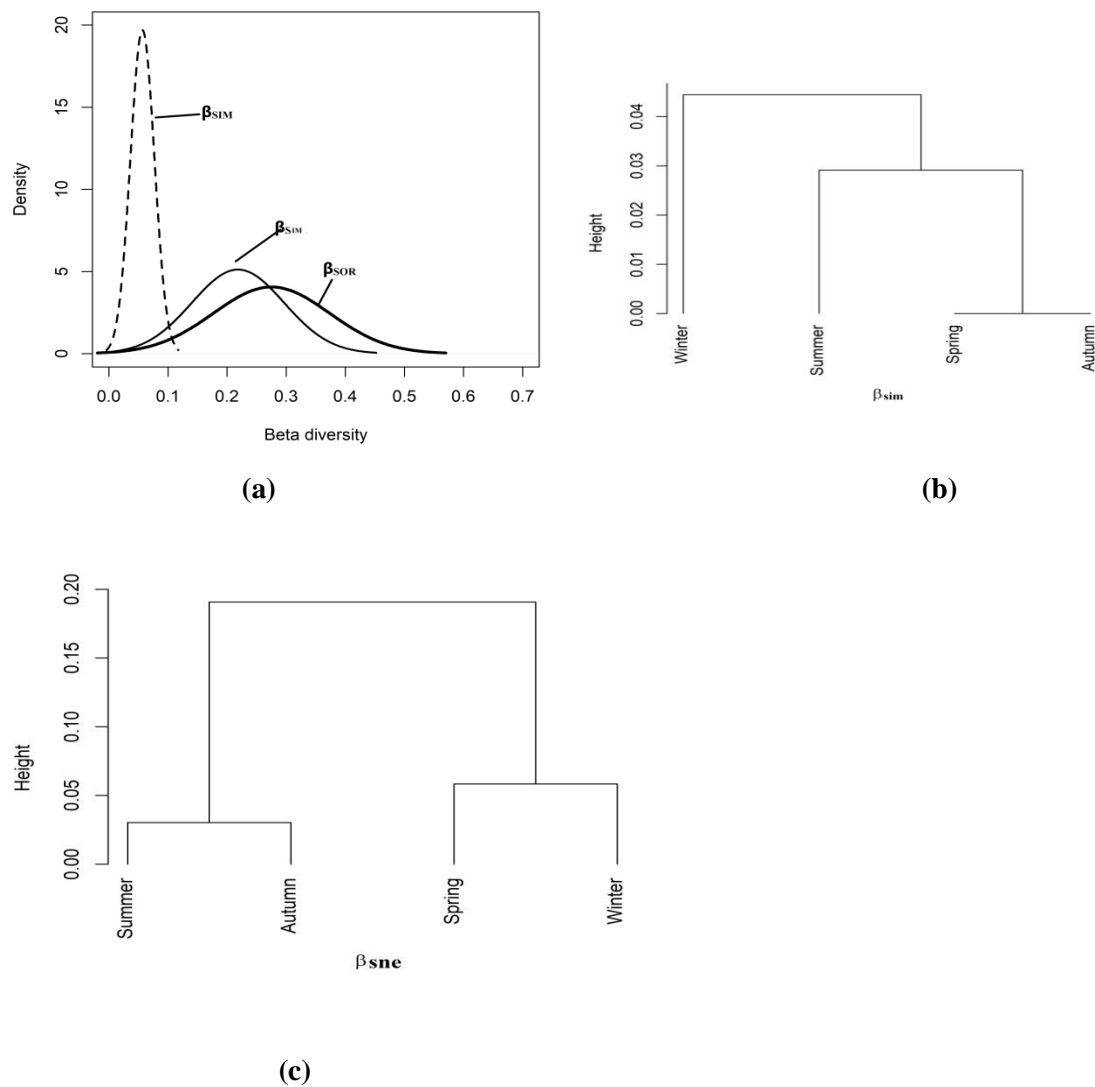 20
15
10
5
0
Density
βSIM
βSIM
βSOR
0.0 0.1 0.2 0.3 0.4 0.5 0.6 0.7
Beta diversity
(a)
0.04
0.03
0.02
0.01
0.00
Height
Winter
Summer
Spring
Autumn
βsim
(b)
0.20
0.15
0.10
0.05
0.00
Height
Summer
Autumn
Spring
Winter
βsne
(c)